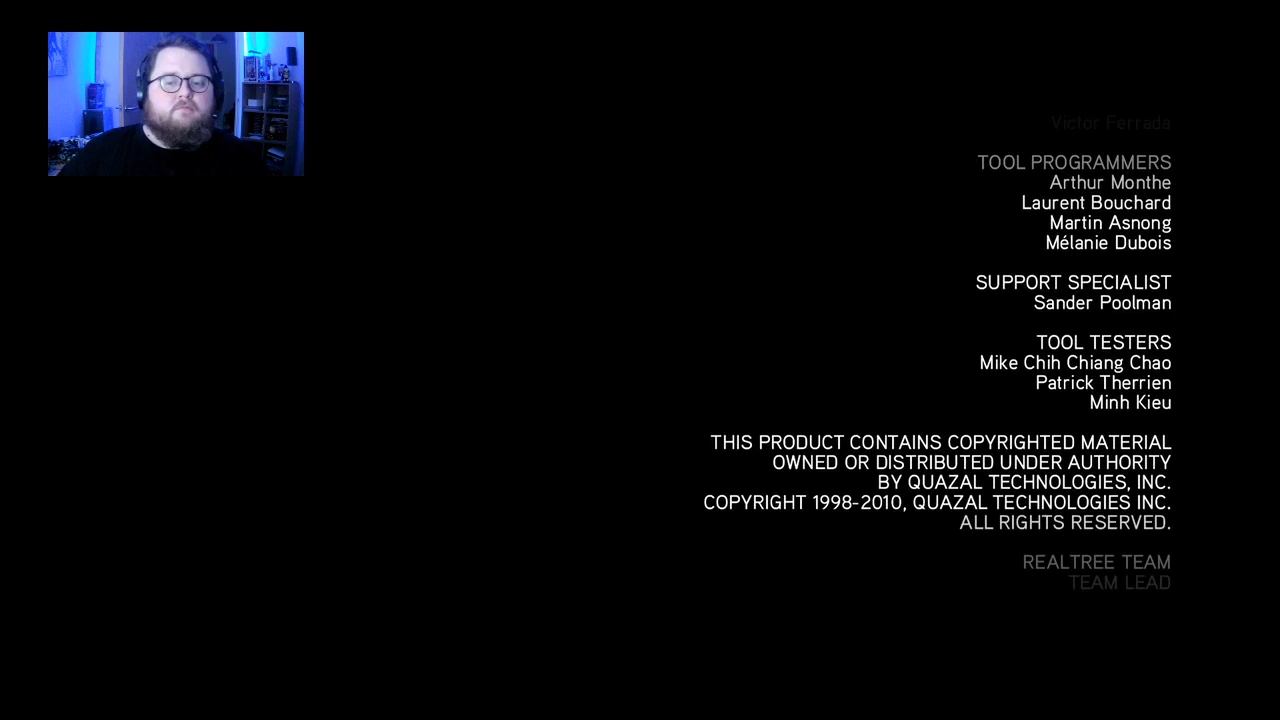 Victor Ferrada
TOOL PROGRAMMERS
Arthur Monthe
Laurent Bouchard
Martin Asnong
Mélanie Dubois
SUPPORT SPECIALIST
Sander Poolman
TOOL TESTERS
Mike Chih Chiang Chao
Patrick Therrien
Minh Kieu
THIS PRODUCT CONTAINS COPYRIGHTED MATERIAL
OWNED OR DISTRIBUTED UNDER AUTHORITY
BY QUAZAL TECHNOLOGIES, INC.
COPYRIGHT 1998-2010, QUAZAL TECHNOLOGIES INC.
ALL RIGHTS RESERVED.
REALTREE TEAM
TEAM LEAD